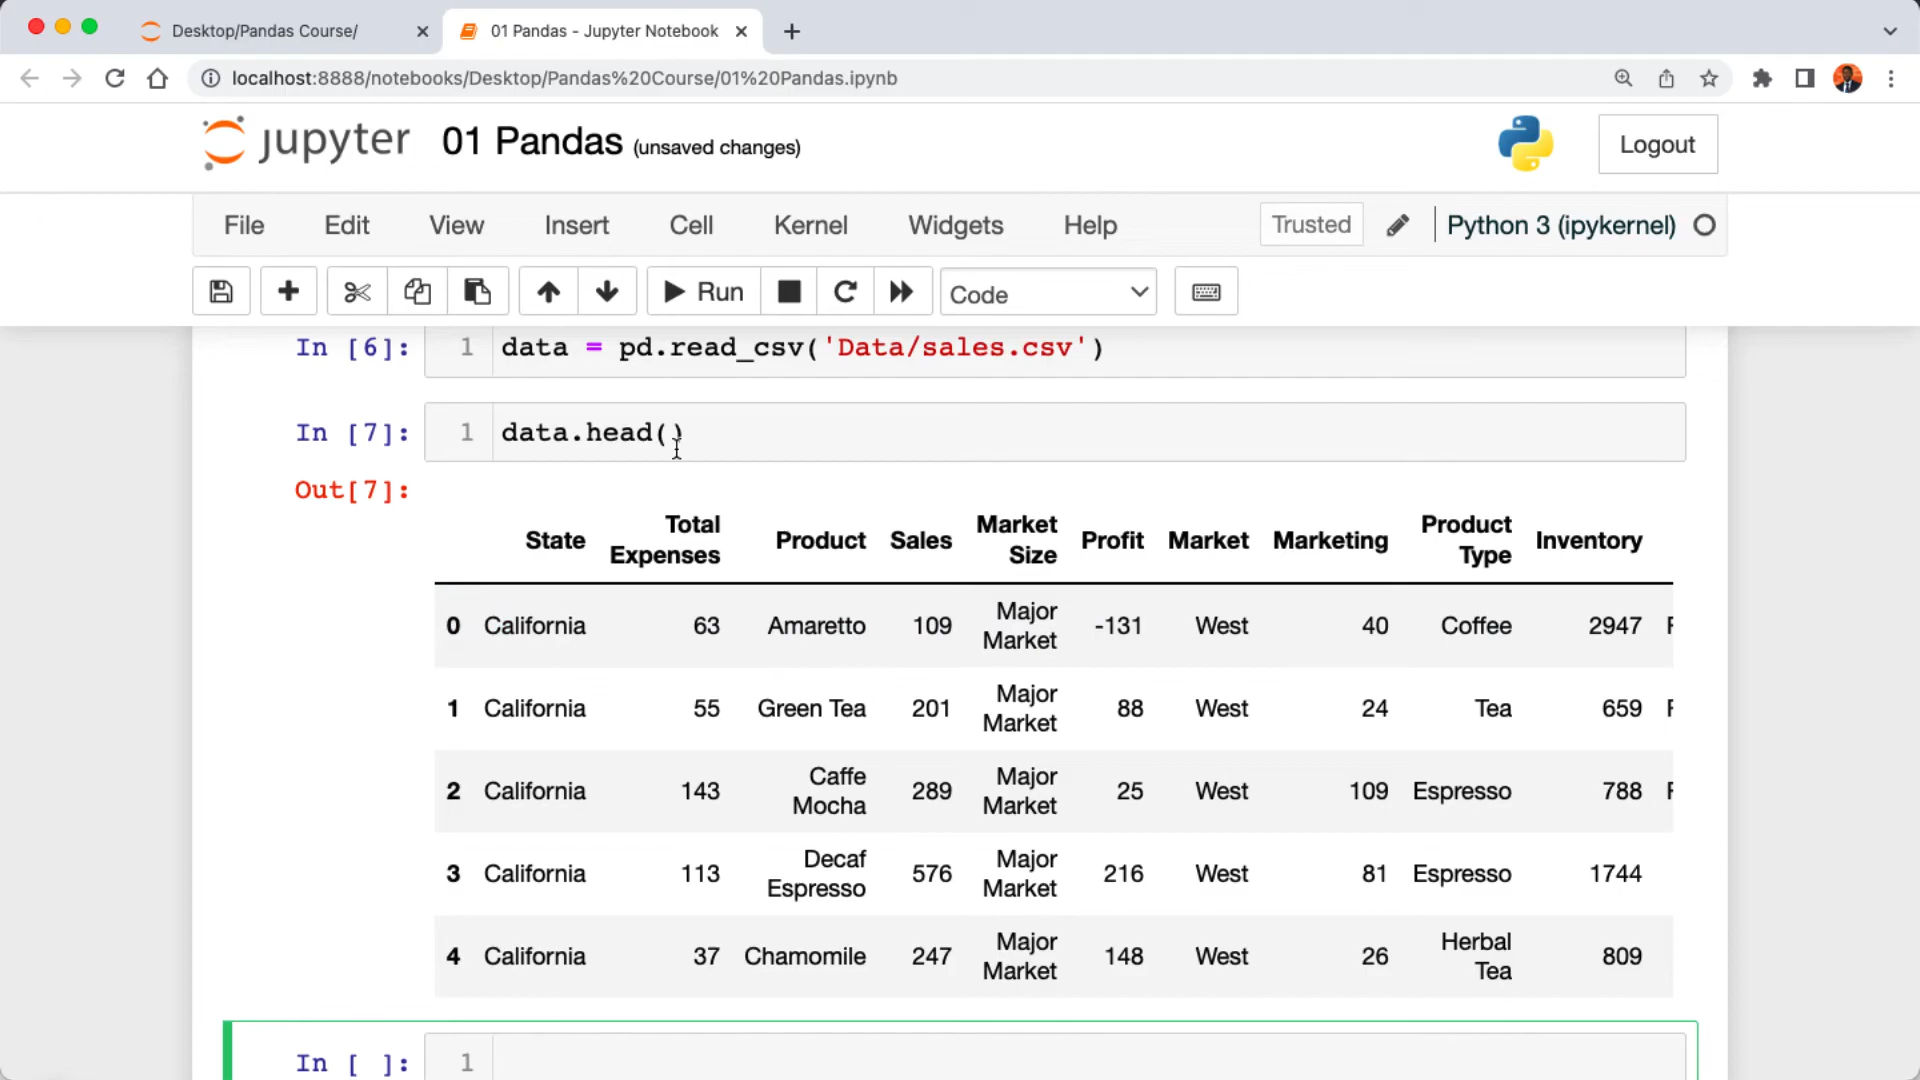 Desktop/Pandas Course/
01 Pandas - Jupyter Notebook
localhost:8888/notebooks/Desktop/Pandas%20Course/01%20Pandas.ipynb
jupyter 01 Pandas (unsaved changes)
Logout
File Edit View Insert Cell Kernel Widgets Help Trusted Python 3 (ipykernel)
Run Code
In [6]: 1 data = pd.read_csv('Data/sales.csv')
In [7]: 1 data.head()
Out[7]:
State Total Expenses Product Sales Market Size Profit Market Marketing Product Type Inventory
0 California 63 Amaretto 109 Major Market -131 West 40 Coffee 2947
1 California 55 Green Tea 201 Major Market 88 West 24 Tea 659
2 California 143 Caffe Mocha 289 Major Market 25 West 109 Espresso 788
3 California 113 Decaf Espresso 576 Major Market 216 West 81 Espresso 1744
4 California 37 Chamomile 247 Major Market 148 West 26 Herbal Tea 809
In [ ]: 1